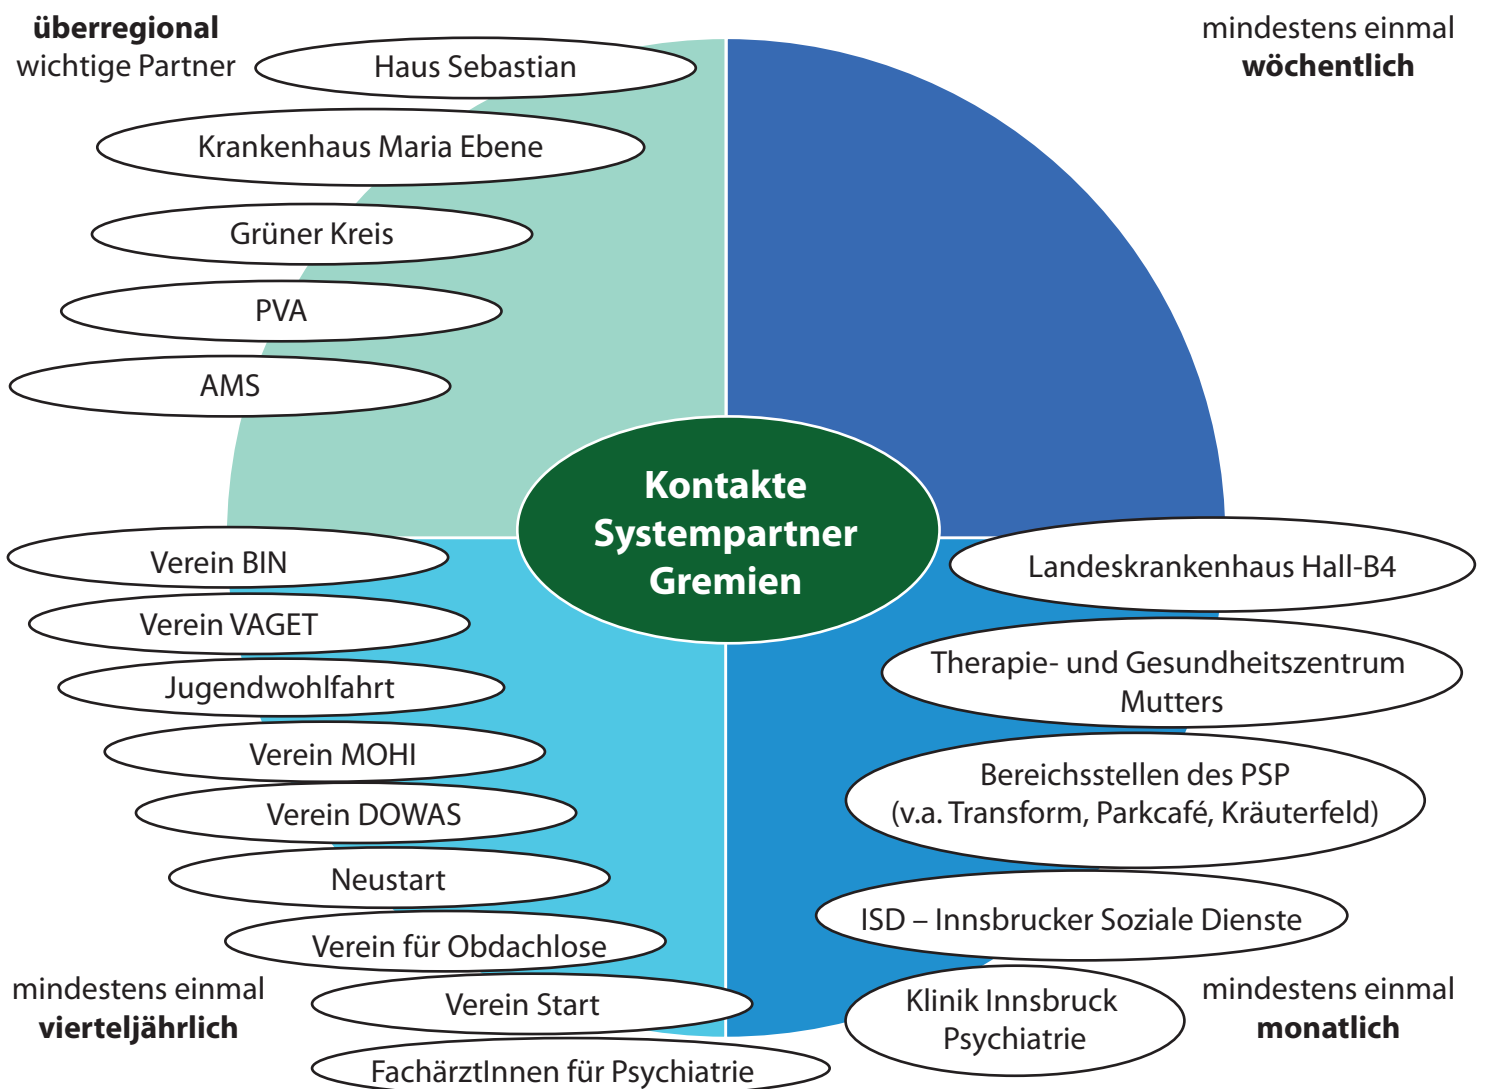 überregional
wichtige Partner
Haus Sebastian
Krankenhaus Maria Ebene
Grüner Kreis
PVA
AMS
mindestens einmal
wöchentlich
Kontakte
Systempartner
Gremien
Verein BIN
Verein VAGET
Jugendwohlfahrt
Verein MOHI
Verein DOWAS
Neustart
Verein für Obdachlose
Verein Start
FachärztInnen für Psychiatrie
mindestens einmal
vierteljährlich
Landeskrankenhaus Hall-B4
Therapie- und Gesundheitszentrum
Mutters
Bereichsstellen des PSP
(v.a. Transform, Parkcafé, Kräuterfeld)
ISD – Innsbrucker Soziale Dienste
Klinik Innsbruck
Psychiatrie
mindestens einmal
monatlich